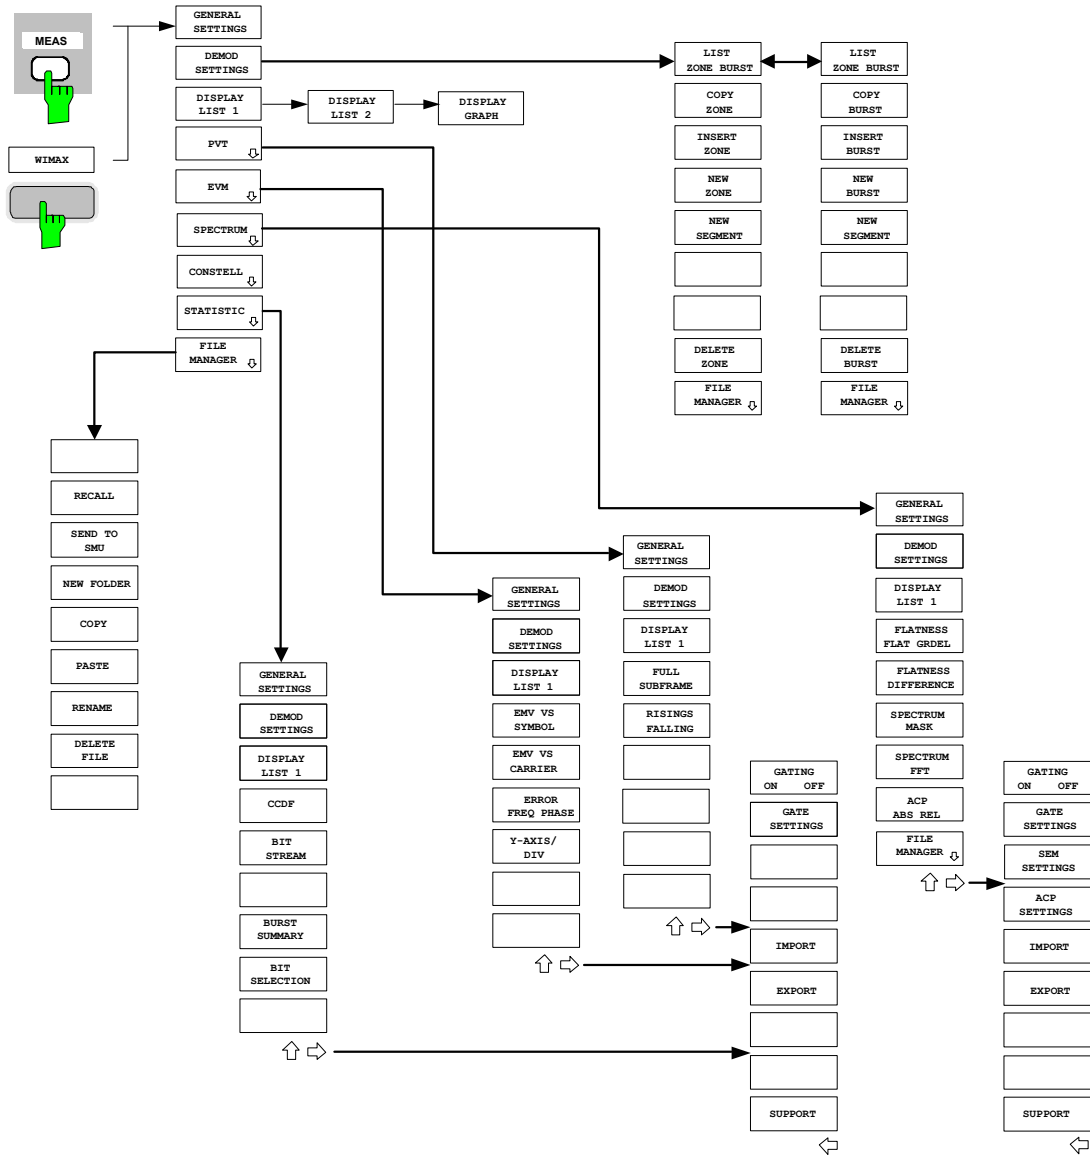 MEAS
WIMAX
GENERAL
SETTINGS
DEMOD
SETTINGS
DISPLAY
LIST 1
DISPLAY
LIST 2
DISPLAY
GRAPH
PVT
EVM
SPECTRUM
CONSTELL
STATISTIC
FILE
MANAGER
LIST
ZONE BURST
COPY
ZONE
INSERT
ZONE
NEW
ZONE
NEW
SEGMENT
DELETE
ZONE
FILE
MANAGER
LIST
ZONE BURST
COPY
BURST
INSERT
BURST
NEW
BURST
NEW
SEGMENT
DELETE
BURST
FILE
MANAGER
RECALL
SEND TO
SMU
NEW FOLDER
COPY
PASTE
RENAME
DELETE
FILE
GENERAL
SETTINGS
DEMOD
SETTINGS
DISPLAY
LIST 1
CCDF
BIT
STREAM
BURST
SUMMARY
BIT
SELECTION
GENERAL
SETTINGS
DEMOD
SETTINGS
DISPLAY
LIST 1
EMV VS
SYMBOL
EMV VS
CARRIER
ERROR
FREQ PHASE
Y-AXIS/
DIV
GENERAL
SETTINGS
DEMOD
SETTINGS
DISPLAY
LIST 1
FULL
SUBFRAME
RISINGS
FALLING
GATING
ON OFF
GATE
SETTINGS
IMPORT
EXPORT
SUPPORT
GENERAL
SETTINGS
DEMOD
SETTINGS
DISPLAY
LIST 1
FLATNESS
FLAT GRDEL
FLATNESS
DIFFERENCE
SPECTRUM
MASK
SPECTRUM
FFT
ACP
ABS REL
FILE
MANAGER
GATING
ON OFF
GATE
SETTINGS
SEM
SETTINGS
ACP
SETTINGS
IMPORT
EXPORT
SUPPORT